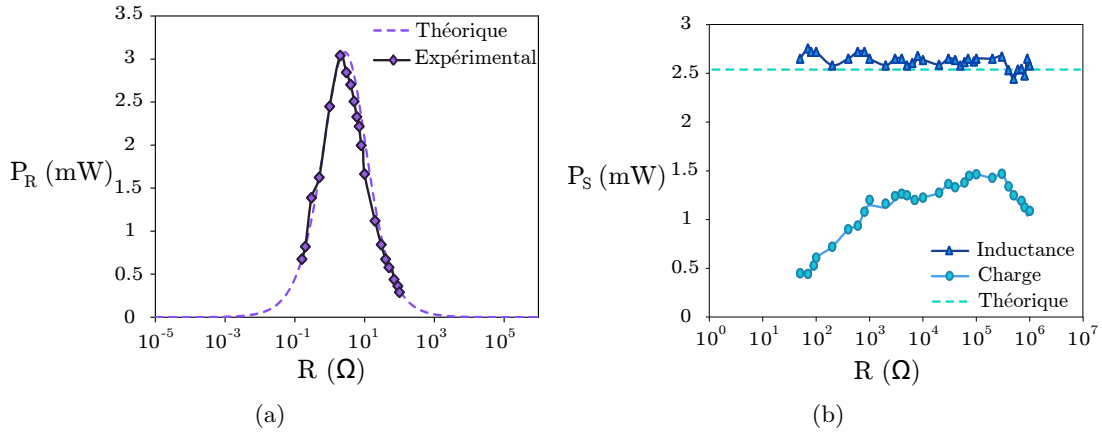 3.5
3
2.5
2
1.5
1
0.5
0
P_R (mW)
Théorique
Expérimental
10^-5 10^-3 10^-1 10^1 10^3 10^5
R (Ω)
(a)
3
2.5
2
1.5
1
0.5
0
P_S (mW)
Inductance
Charge
Théorique
10^0 10^1 10^2 10^3 10^4 10^5 10^6 10^7
R (Ω)
(b)